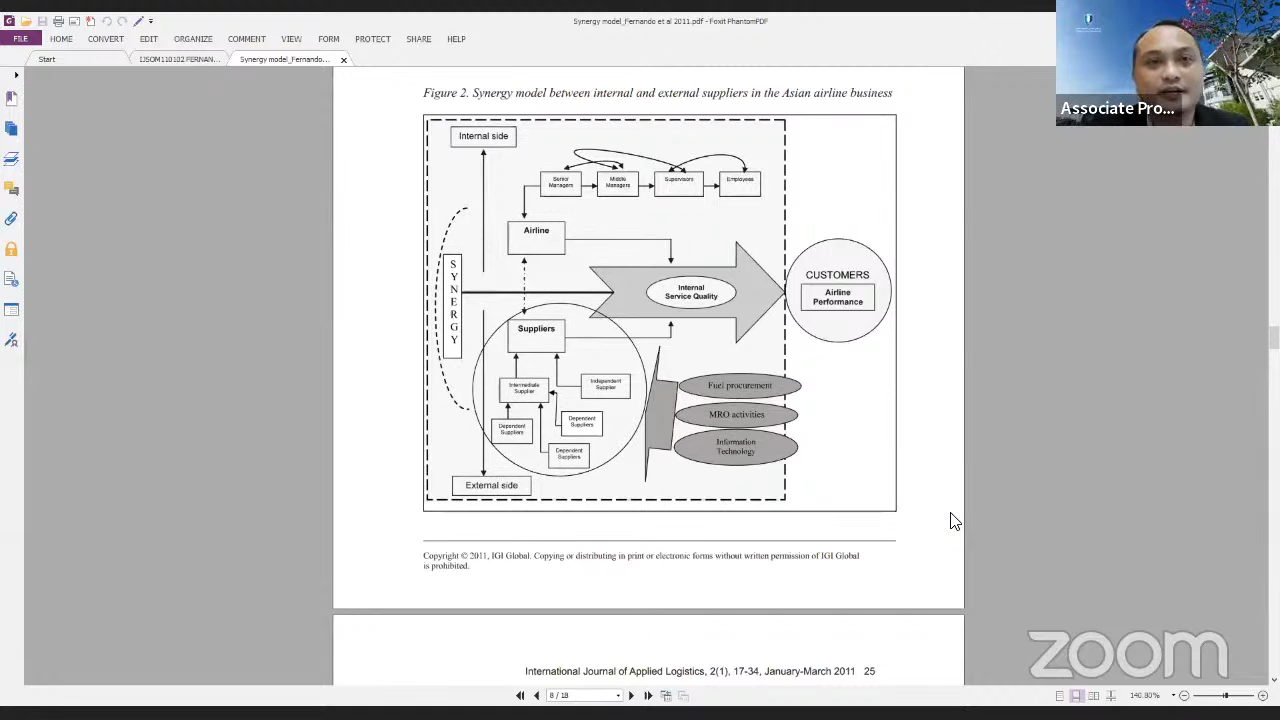 Synergy model_Fernando et al 2011.pdf - Foxit PhantomPDF
FILE HOME CONVERT EDIT ORGANIZE COMMENT VIEW FORM PROTECT SHARE HELP
Start IJSOM110102 FERNAN... Synergy model_Fernando...
Associate Pro...
Figure 2. Synergy model between internal and external suppliers in the Asian airline business
Internal side
Senior
Managers
Middle
Managers
Supervisors
Employees
Airline
SYNERGY
Internal
Service Quality
CUSTOMERS
Airline
Performance
Suppliers
Intermediate
Supplier
Independent
Supplier
Dependent
Suppliers
Dependent
Suppliers
Dependent
Suppliers
Fuel procurement
MRO activities
Information
Technology
External side
Copyright © 2011, IGI Global. Copying or distributing in print or electronic forms without written permission of IGI Global
is prohibited.
International Journal of Applied Logistics, 2(1), 17-34, January-March 2011 25
zoom
8 / 18
140.80%